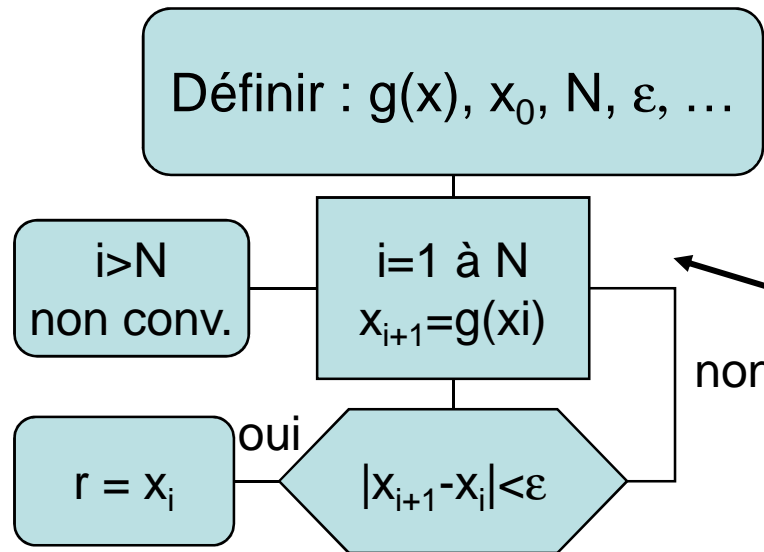 Définir : g(x), x₀, N, ε, …
i>N
non conv.
i=1 à N
xᵢ₊₁=g(xi)
non
oui
r = xᵢ
|xᵢ₊₁-xᵢ|<ε